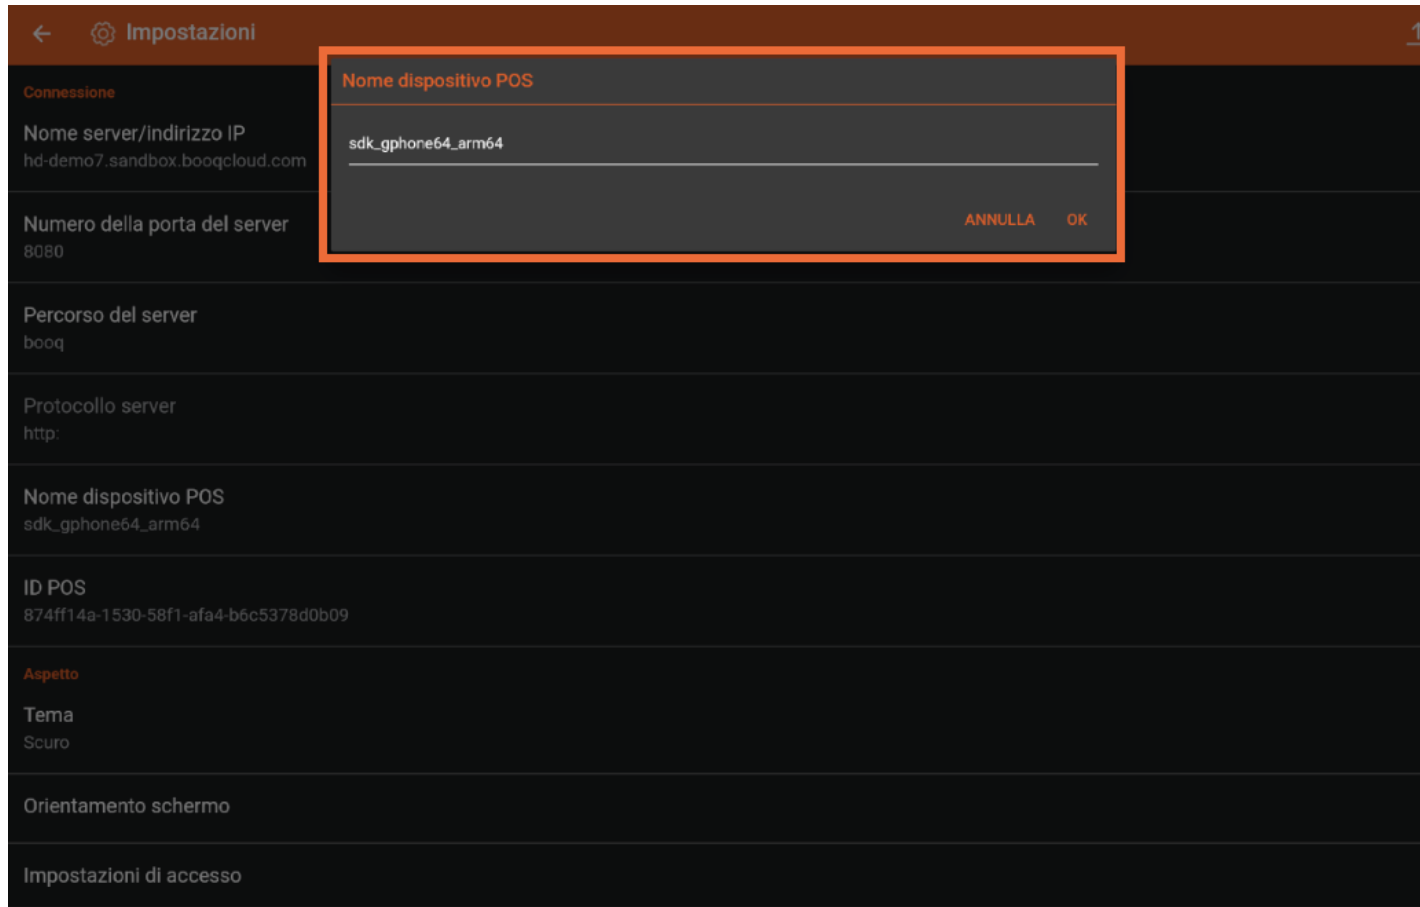 Impostazioni
Nome dispositivo POS
sdk_gphone64_arm64
ANNULLA OK
Connessione
Nome server/indirizzo IP
hd-demo7.sandbox.booqcloud.com
Numero della porta del server
8080
Percorso del server
booq
Protocollo server
http:
Nome dispositivo POS
sdk_gphone64_arm64
ID POS
874ff14a-1530-58f1-afa4-b6c5378d0b09
Aspetto
Tema
Scuro
Orientamento schermo
Impostazioni di accesso